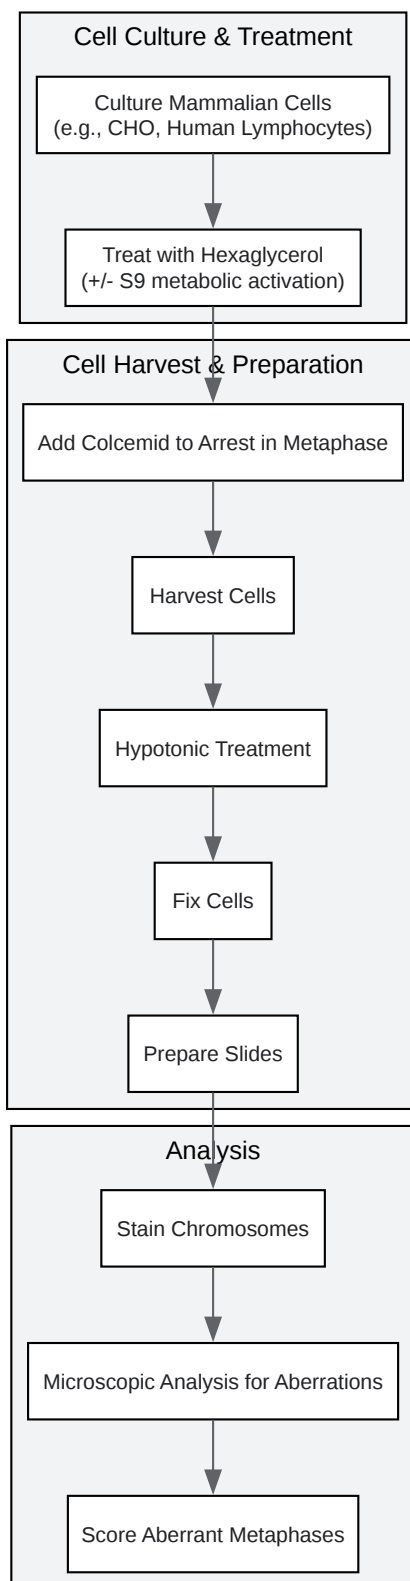 Cell Culture & Treatment
Culture Mammalian Cells
(e.g., CHO, Human Lymphocytes)
Treat with Hexaglycerol
(+/- S9 metabolic activation)
Cell Harvest & Preparation
Add Colcemid to Arrest in Metaphase
Harvest Cells
Hypotonic Treatment
Fix Cells
Prepare Slides
Analysis
Stain Chromosomes
Microscopic Analysis for Aberrations
Score Aberrant Metaphases